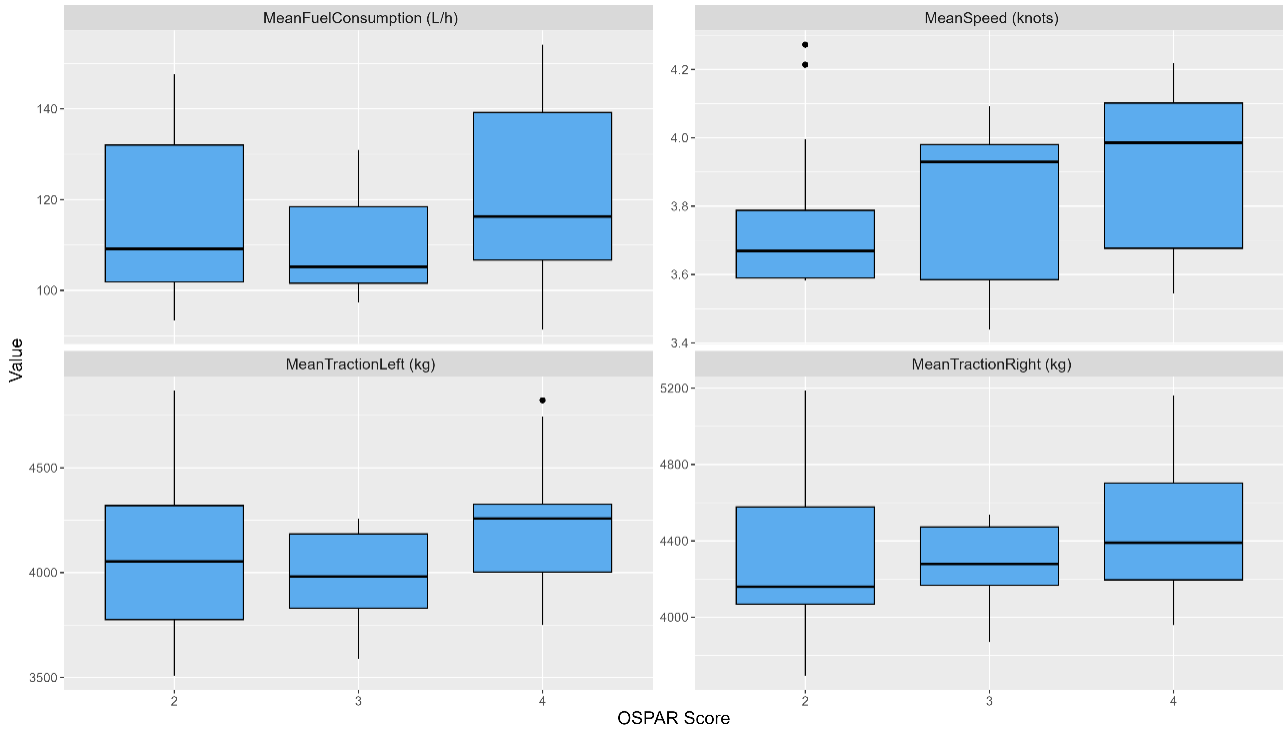 MeanFuelConsumption (L/h)
MeanSpeed (knots)
140
120
100
4.2
4.0
3.8
3.6
3.4
Value
MeanTractionLeft (kg)
MeanTractionRight (kg)
4500
4000
3500
5200
4800
4400
4000
2 3 4
2 3 4
OSPAR Score